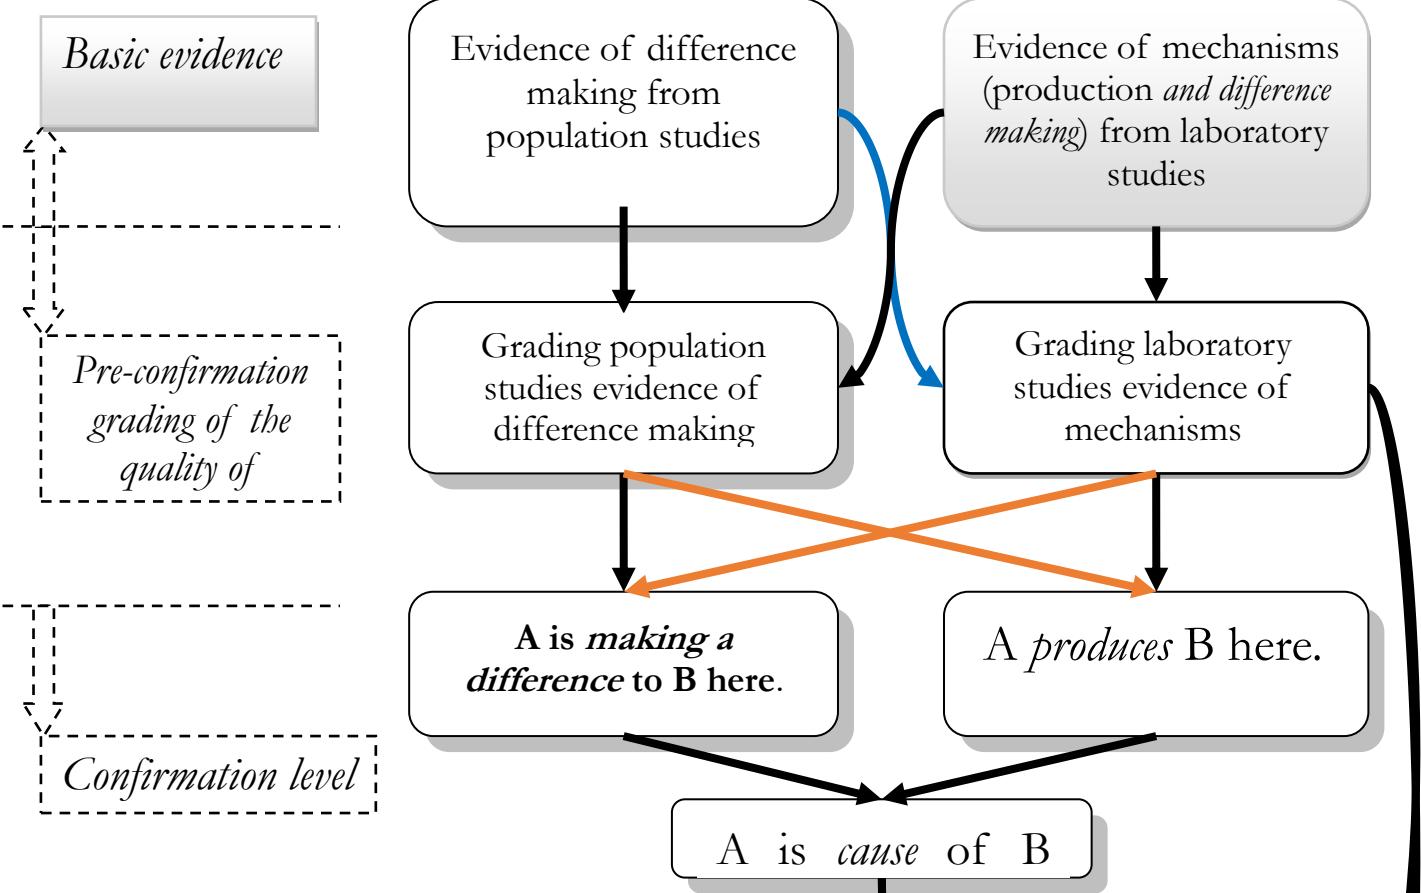 Basic evidence
Evidence of difference
making from
population studies
Evidence of mechanisms
(production and difference
making) from laboratory
studies
Pre-confirmation
grading of the
quality of
Grading population
studies evidence of
difference making
Grading laboratory
studies evidence of
mechanisms
A is making a
difference to B here.
A produces B here.
Confirmation level
A is cause of B